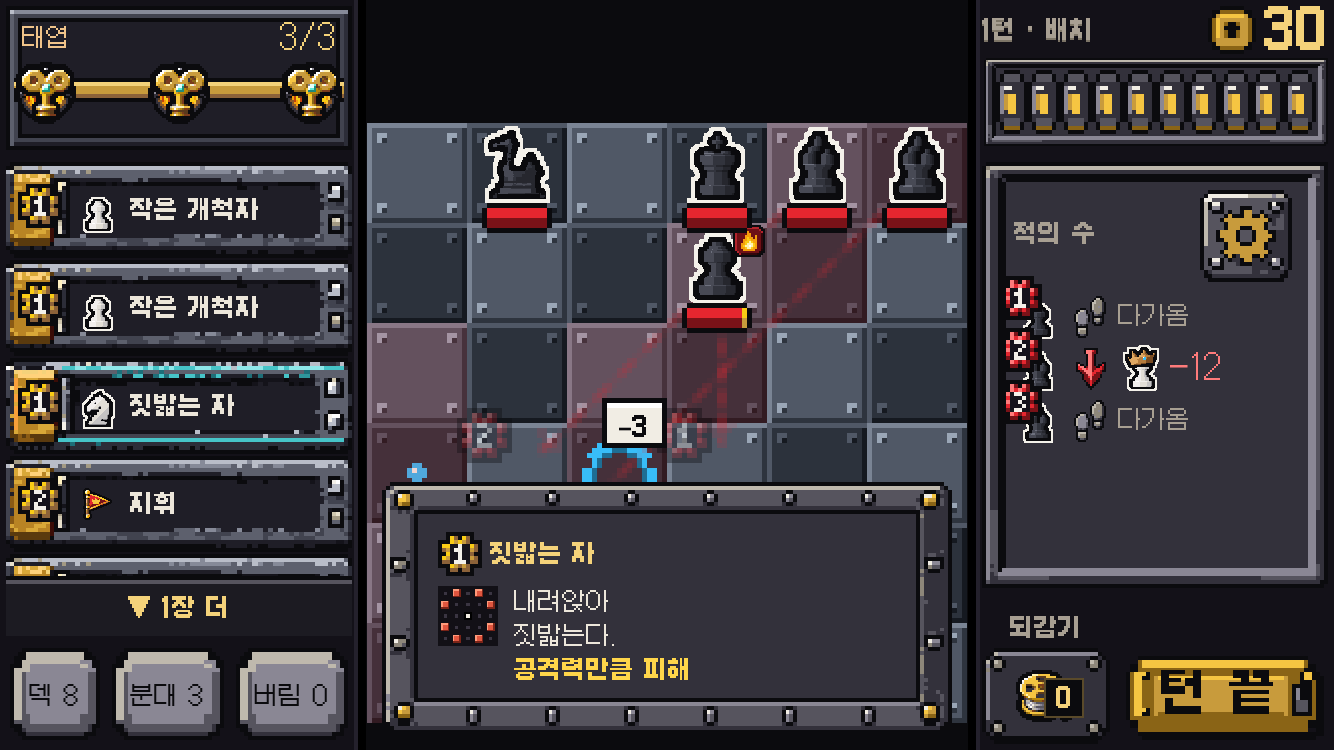 태엽 3/3
1턴 · 배치 30
1 작은 개척자
1 작은 개척자
1 짓밟는 자
2 지휘
▼ 1장 더
덱 8
분대 3
버림 0
2
1
-3
1 짓밟는 자
내려앉아
짓밟는다.
공격력만큼 피해
적의 수
1 다가옴
2 -12
3 다가옴
되감기
0
턴 끝